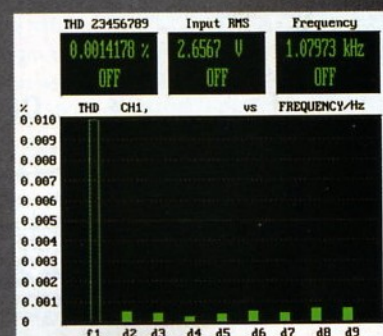 THD 23456789 Input RMS Frequency
0.0014178 % 2.6567 V 1.07973 kHz
OFF OFF OFF
% THD CH1, vs FREQUENCY/Hz
0.010
0.009
0.008
0.007
0.006
0.005
0.004
0.003
0.002
0.001
0
f1 d2 d3 d4 d5 d6 d7 d8 d9